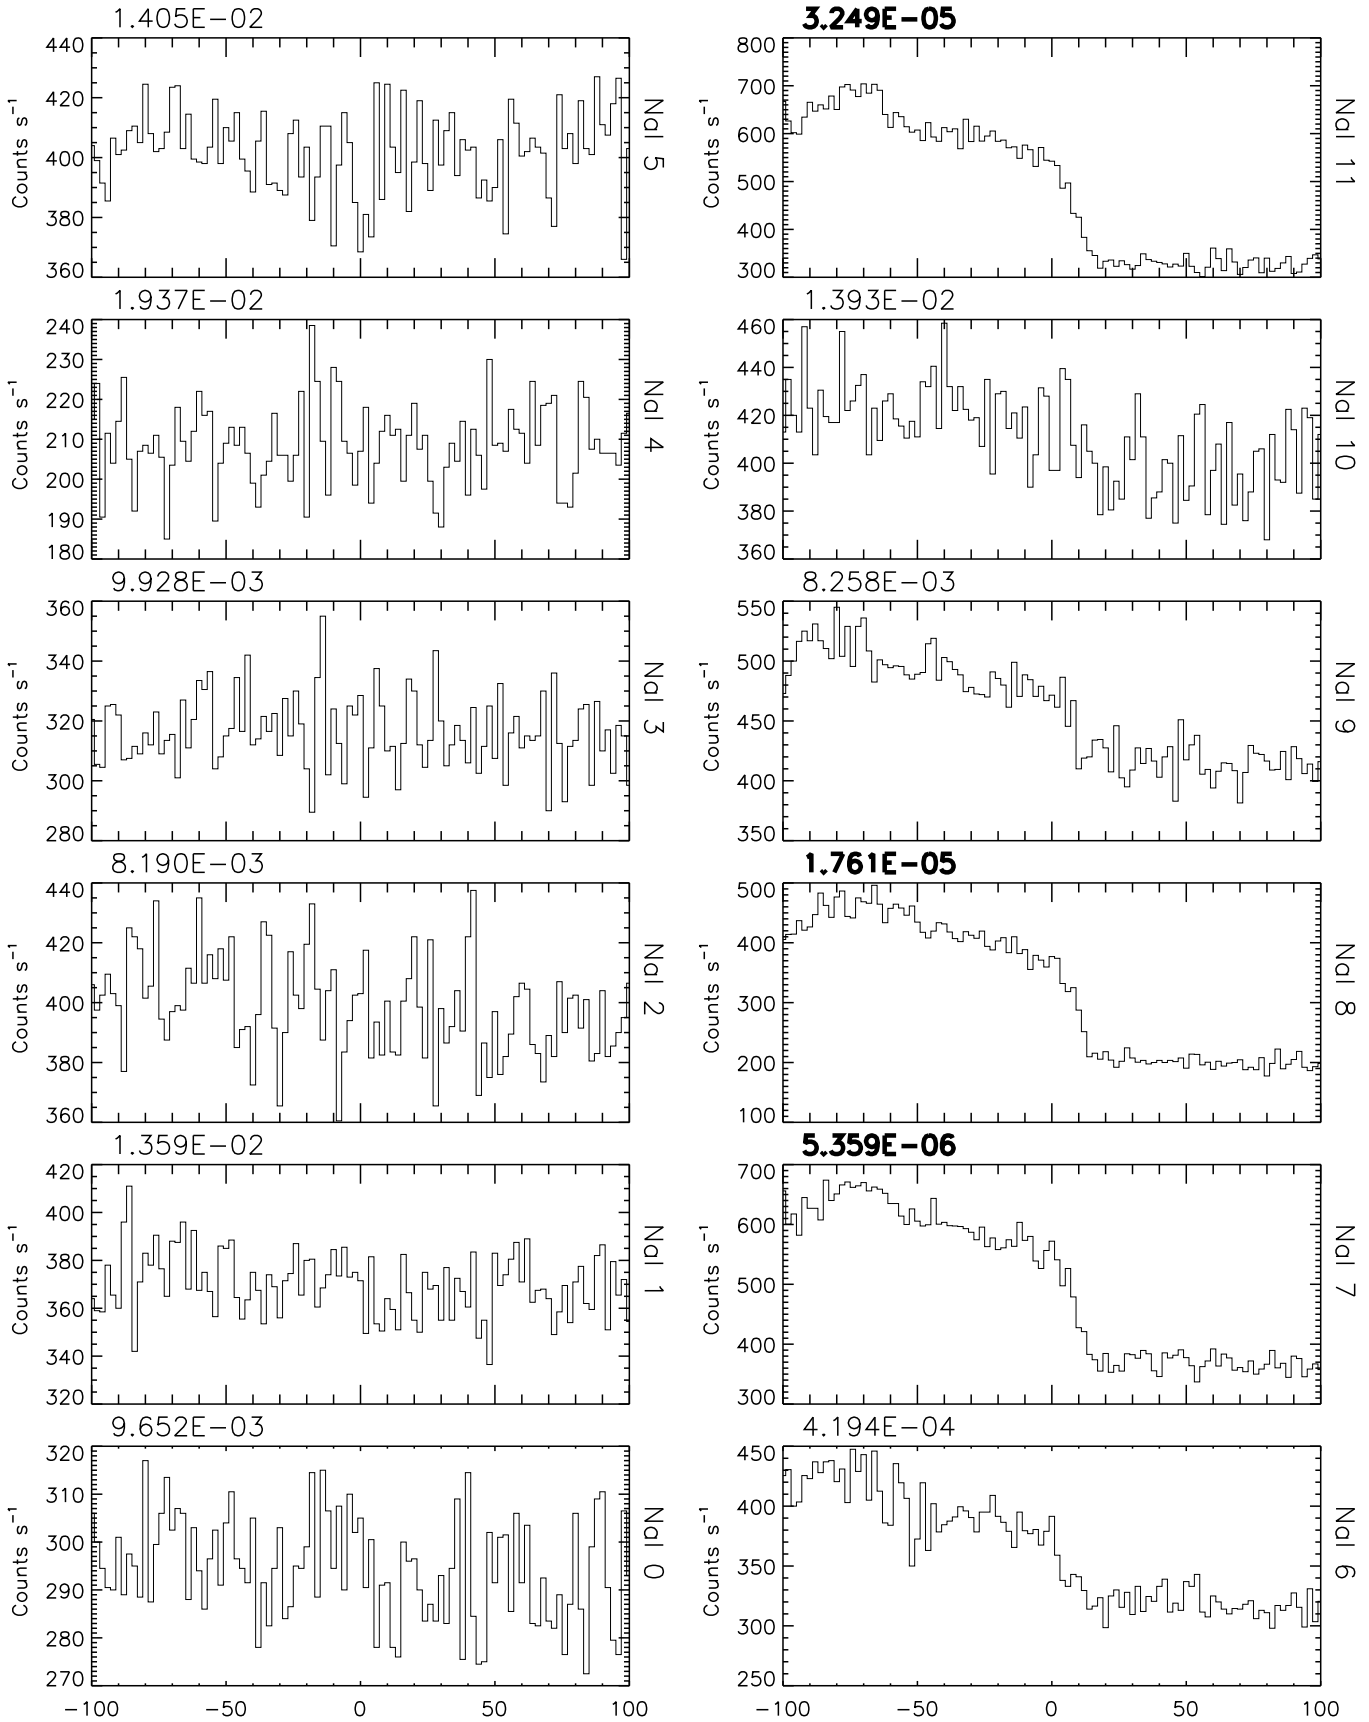 1.405E-02
440
420
400
380
360
Counts s⁻¹
NaI 5
3.249E-05
800
700
600
500
400
300
Counts s⁻¹
NaI 11
1.937E-02
240
230
220
210
200
190
180
Counts s⁻¹
NaI 4
1.393E-02
460
440
420
400
380
360
Counts s⁻¹
NaI 10
9.928E-03
360
340
320
300
280
Counts s⁻¹
NaI 3
8.258E-03
550
500
450
400
350
Counts s⁻¹
NaI 9
8.190E-03
440
420
400
380
360
Counts s⁻¹
NaI 2
1.761E-05
500
400
300
200
100
Counts s⁻¹
NaI 8
1.359E-02
420
400
380
360
340
320
Counts s⁻¹
NaI 1
5.359E-06
700
600
500
400
300
Counts s⁻¹
NaI 7
9.652E-03
320
310
300
290
280
270
Counts s⁻¹
NaI 0
-100 -50 0 50 100
4.194E-04
450
400
350
300
250
Counts s⁻¹
NaI 6
-100 -50 0 50 100